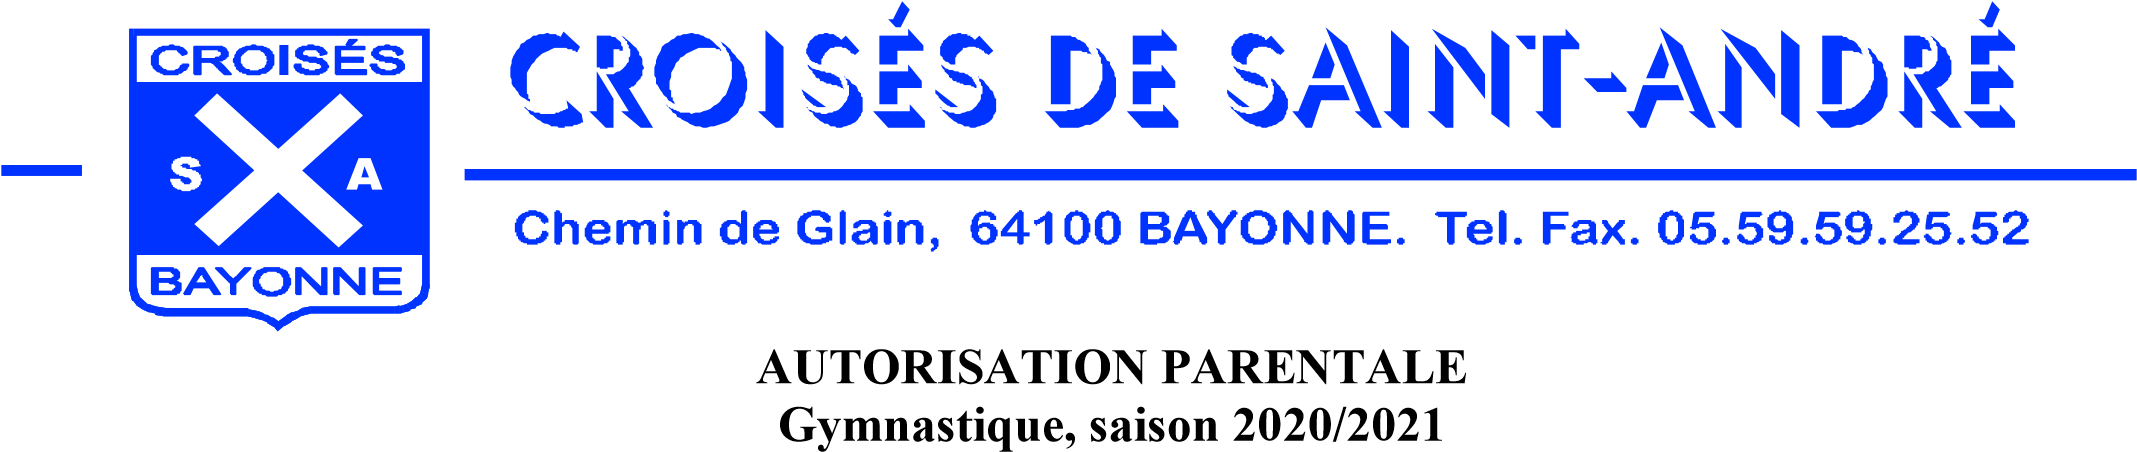 CROISÉS
S A
BAYONNE
CROISÉS DE SAINT-ANDRÉ
Chemin de Glain, 64100 BAYONNE. Tel. Fax. 05.59.59.25.52
AUTORISATION PARENTALE
Gymnastique, saison 2020/2021